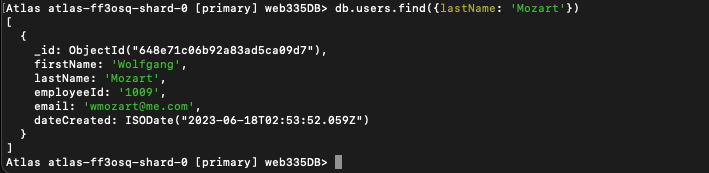 [Atlas atlas-ff3osq-shard-0 [primary] web335DB> db.users.find({lastName: 'Mozart'})
[
  {
    _id: ObjectId("648e71c06b92a83ad5ca09d7"),
    firstName: 'Wolfgang',
    lastName: 'Mozart',
    employeeId: '1009',
    email: 'wmozart@me.com',
    dateCreated: ISODate("2023-06-18T02:53:52.059Z")
  }
]
Atlas atlas-ff3osq-shard-0 [primary] web335DB>